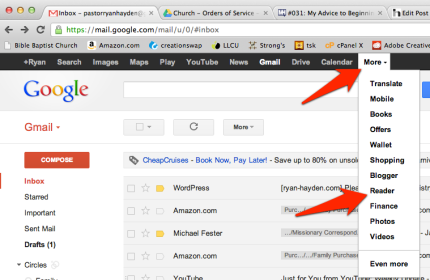 Inbox - pastorryanhayden@
Church - Orders of Service
#031: My Advice to Beginn
Edit Post
https://mail.google.com/mail/u/0/#inbox
Bible Baptist Church Amazon.com creationswap LLCU Strong's tsk cPanel X Adobe Creative
+Ryan Search Images Maps Play YouTube News Gmail Drive Calendar More
Google
Gmail
More
COMPOSE
Inbox
Starred
Important
Sent Mail
Drafts (1)
Circles
Family
CheapCruises - Book Now, Pay Later! - Save up to 80% on unsol
WordPress [ryan-hayden.com] Pleas
Amazon.com Purc.../
Michael Fester .../Missionary Correspond
Amazon.com Purc.../.../Family Purchase
YouTube Just for You from YouTube:
Translate
Mobile
Books
Offers
Wallet
Shopping
Blogger
Reader
Finance
Photos
Videos
Even more